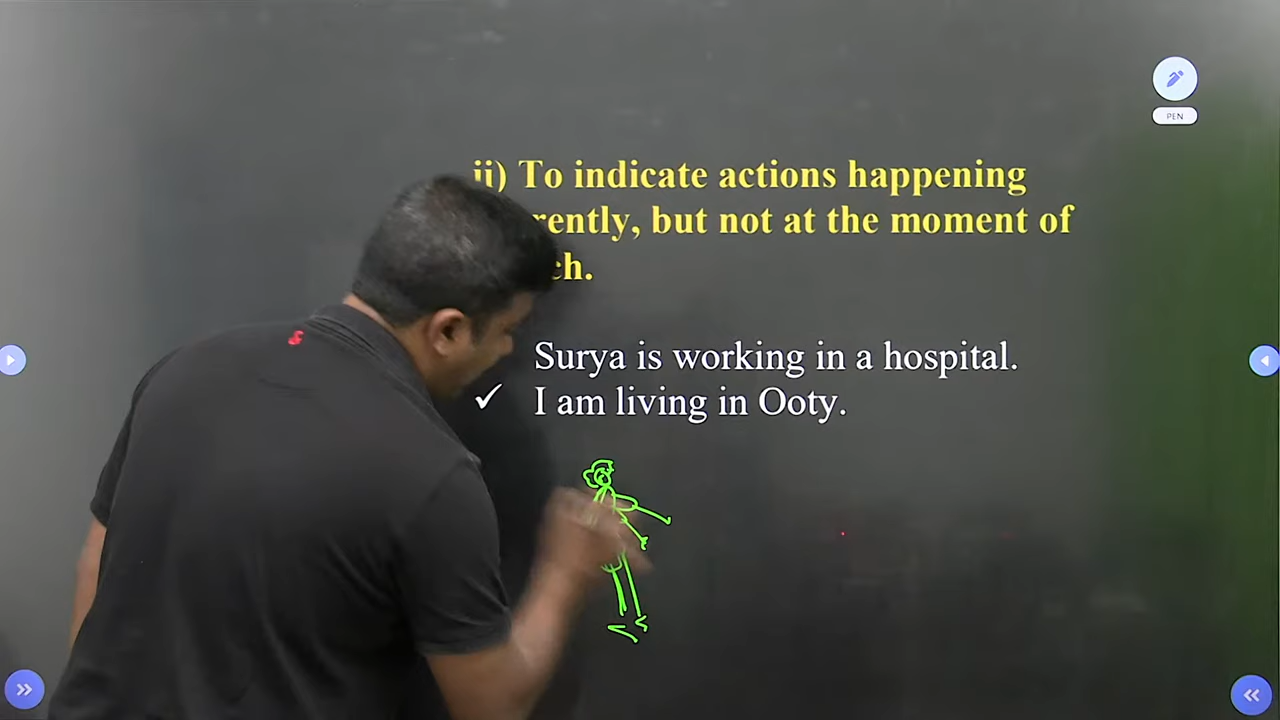 ii) To indicate actions happening
but not at the moment of
Surya is working in a hospital.
✓ I am living in Ooty.
PEN